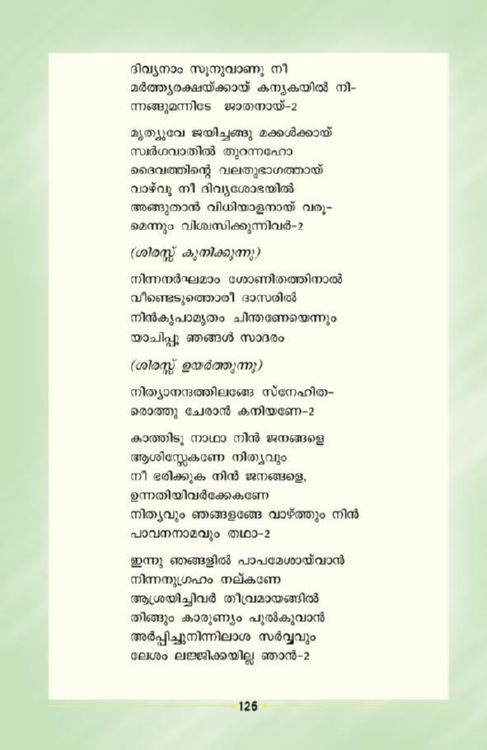 ദിവ്യനാം സൂനുവാണു നീ
മർത്ത്യരക്ഷയ്ക്കായ് കന്യകയിൽ നി-
ന്നങ്ങുമന്നിടേ ജാതനായ്-2
മൃത്യുവേ ജയിച്ചങ്ങു മക്കൾക്കായ്
സ്വർഗവാതിൽ തുറന്നഹോ
ദൈവത്തിന്റെ വലതുഭാഗത്തായ്
വാഴ്‌വൂ നീ ദിവ്യശോഭയിൽ
അങ്ങുതാൻ വിധിയാളനായ് വരൂ-
മെന്നും വിശ്വസിക്കുന്നിവർ-2
(ശിരസ്സ് കുനിക്കുന്നു)
നിന്നനർഘമാം ശോണിതത്തിനാൽ
വീണ്ടെടുത്തൊരീ ദാസരിൽ
നിൻകൃപാമൃതം ചിന്തണേയെന്നും
യാചിപ്പൂ ഞങ്ങൾ സാദരം
(ശിരസ്സ് ഉയർത്തുന്നു)
നിത്യാനന്ദത്തിലങ്ങേ സ്നേഹിത-
രൊത്തു ചേരാൻ കനിയണേ-2
കാത്തിടൂ നാഥാ നിൻ ജനങ്ങളെ
ആശിസ്സേകണേ നിത്യവും
നീ ഭരിക്കുക നിൻ ജനങ്ങളെ,
ഉന്നതിയിവർക്കേകണേ
നിത്യവും ഞങ്ങളങ്ങേ വാഴ്ത്തും നിൻ
പാവനനാമവും തഥാ-2
ഇന്നു ഞങ്ങളിൽ പാപമേശായ്‌വാൻ
നിന്നനുഗ്രഹം നല്കണേ
ആശ്രയിച്ചിവർ തീവ്രമായങ്ങിൽ
തിങ്ങും കാരുണ്യം പൂൽകുവാൻ
അർപ്പിച്ചുനിന്നിലാശ സർവ്വവും
ലേശം ലജ്ജിക്കയില്ല ഞാൻ-2
126